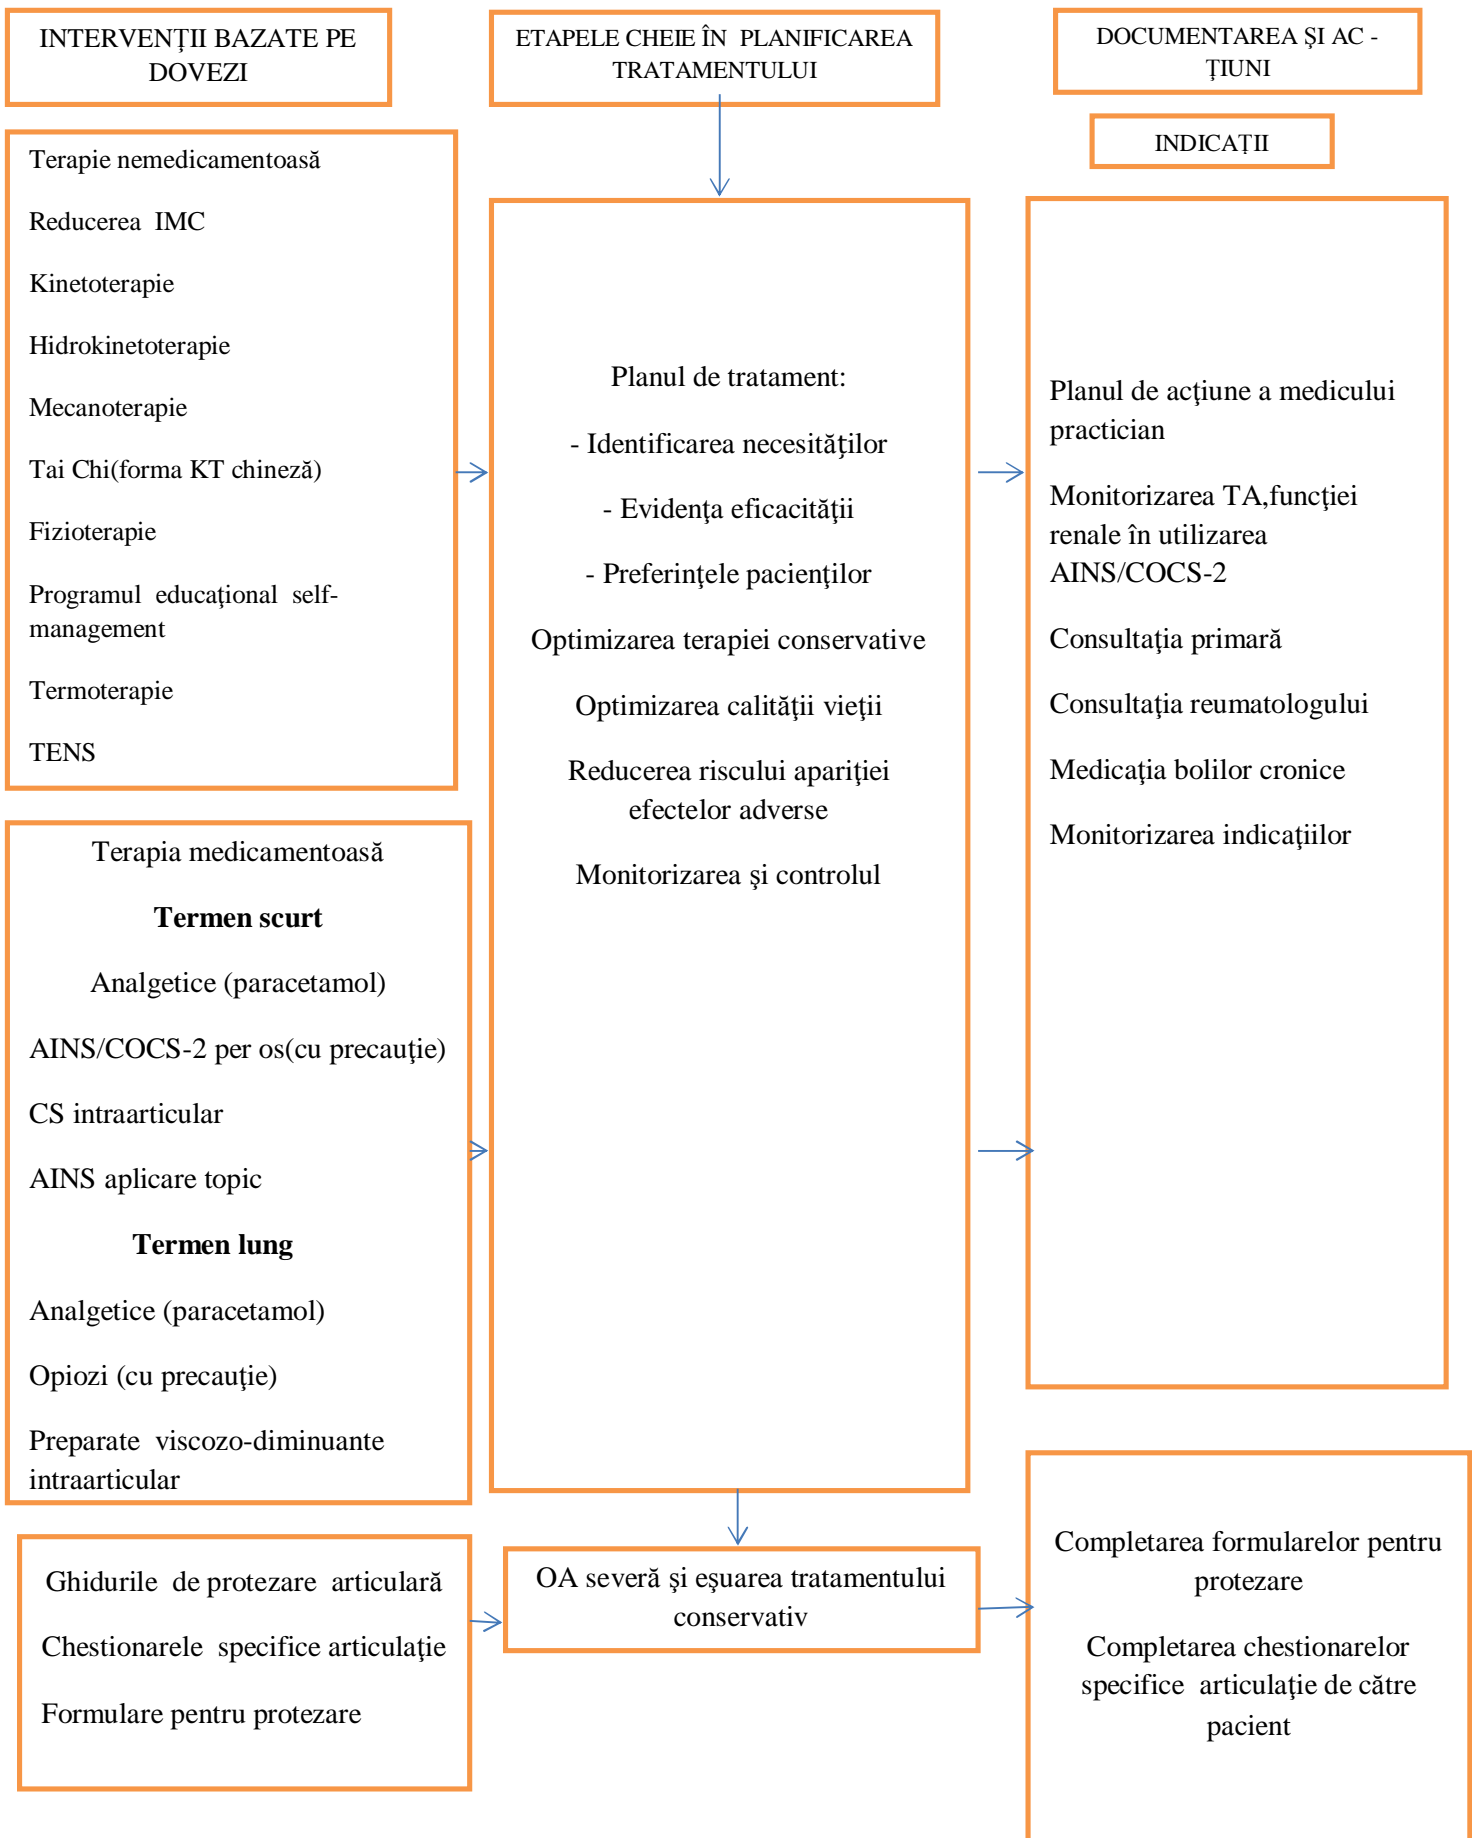 INTERVENŢII BAZATE PE
DOVEZI
ETAPELE CHEIE ÎN PLANIFICAREA
TRATAMENTULUI
DOCUMENTAREA ŞI AC -
ŢIUNI
INDICAȚII
Terapie nemedicamentoasă
Reducerea IMC
Kinetoterapie
Hidrokinetoterapie
Mecanoterapie
Tai Chi(forma KT chineză)
Fizioterapie
Programul educaţional self-
management
Termoterapie
TENS
Terapia medicamentoasă
Termen scurt
Analgetice (paracetamol)
AINS/COCS-2 per os(cu precauţie)
CS intraarticular
AINS aplicare topic
Termen lung
Analgetice (paracetamol)
Opiozi (cu precauţie)
Preparate viscozo-diminuante
intraarticular
Planul de tratament:
- Identificarea necesităţilor
- Evidenţa eficacităţii
- Preferinţele pacienţilor
Optimizarea terapiei conservative
Optimizarea calităţii vieţii
Reducerea riscului apariţiei
efectelor adverse
Monitorizarea şi controlul
Planul de acţiune a medicului
practician
Monitorizarea TA,funcţiei
renale în utilizarea
AINS/COCS-2
Consultaţia primară
Consultaţia reumatologului
Medicaţia bolilor cronice
Monitorizarea indicaţiilor
Ghidurile de protezare articulară
Chestionarele specifice articulaţie
Formulare pentru protezare
OA severă şi eşuarea tratamentului
conservativ
Completarea formularelor pentru
protezare
Completarea chestionarelor
specifice articulaţie de către
pacient